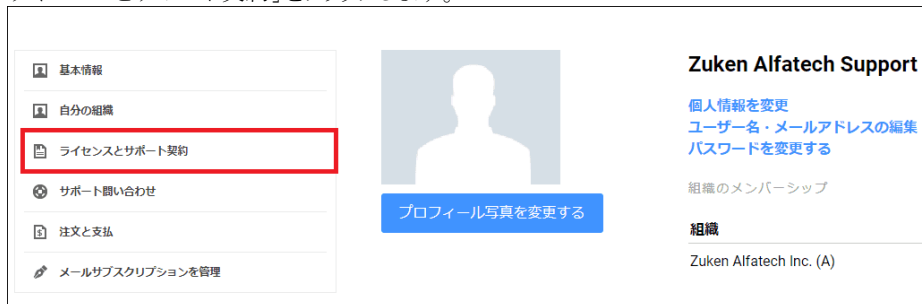 基本情報
自分の組織
ライセンスとサポート契約
サポート問い合わせ
注文と支払
メールサブスクリプションを管理
プロフィール写真を変更する
Zuken Alfatech Support
個人情報を変更
ユーザー名・メールアドレスの編集
パスワードを変更する
組織のメンバーシップ
組織
Zuken Alfatech Inc. (A)